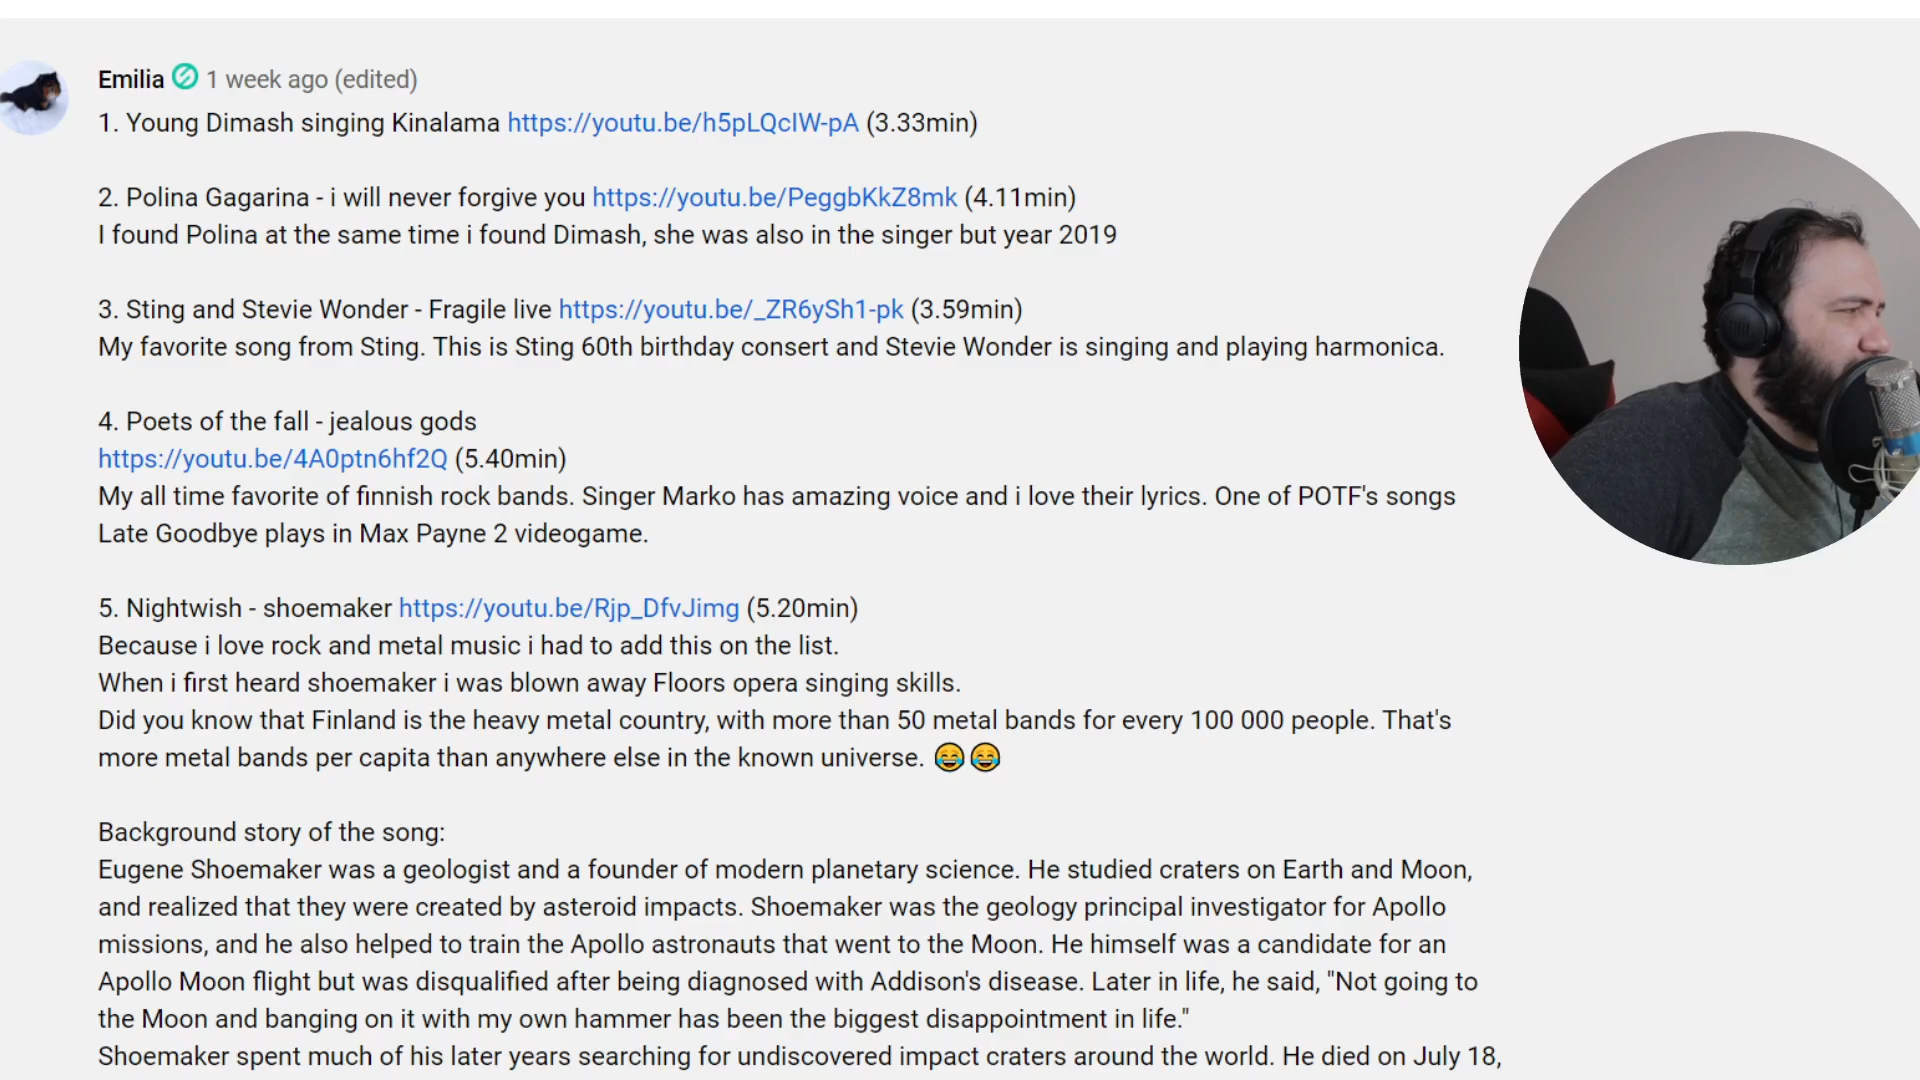 Emilia 1 week ago (edited)
1. Young Dimash singing Kinalama https://youtu.be/h5pLQcIW-pA (3.33min)
2. Polina Gagarina - i will never forgive you https://youtu.be/PeggbKkZ8mk (4.11min)
I found Polina at the same time i found Dimash, she was also in the singer but year 2019
3. Sting and Stevie Wonder - Fragile live https://youtu.be/_ZR6ySh1-pk (3.59min)
My favorite song from Sting. This is Sting 60th birthday consert and Stevie Wonder is singing and playing harmonica.
4. Poets of the fall - jealous gods
https://youtu.be/4A0ptn6hf2Q (5.40min)
My all time favorite of finnish rock bands. Singer Marko has amazing voice and i love their lyrics. One of POTF's songs
Late Goodbye plays in Max Payne 2 videogame.
5. Nightwish - shoemaker https://youtu.be/Rjp_DfvJimg (5.20min)
Because i love rock and metal music i had to add this on the list.
When i first heard shoemaker i was blown away Floors opera singing skills.
Did you know that Finland is the heavy metal country, with more than 50 metal bands for every 100 000 people. That's
more metal bands per capita than anywhere else in the known universe. 😂😂
Background story of the song:
Eugene Shoemaker was a geologist and a founder of modern planetary science. He studied craters on Earth and Moon,
and realized that they were created by asteroid impacts. Shoemaker was the geology principal investigator for Apollo
missions, and he also helped to train the Apollo astronauts that went to the Moon. He himself was a candidate for an
Apollo Moon flight but was disqualified after being diagnosed with Addison's disease. Later in life, he said, "Not going to
the Moon and banging on it with my own hammer has been the biggest disappointment in life."
Shoemaker spent much of his later years searching for undiscovered impact craters around the world. He died on July 18,